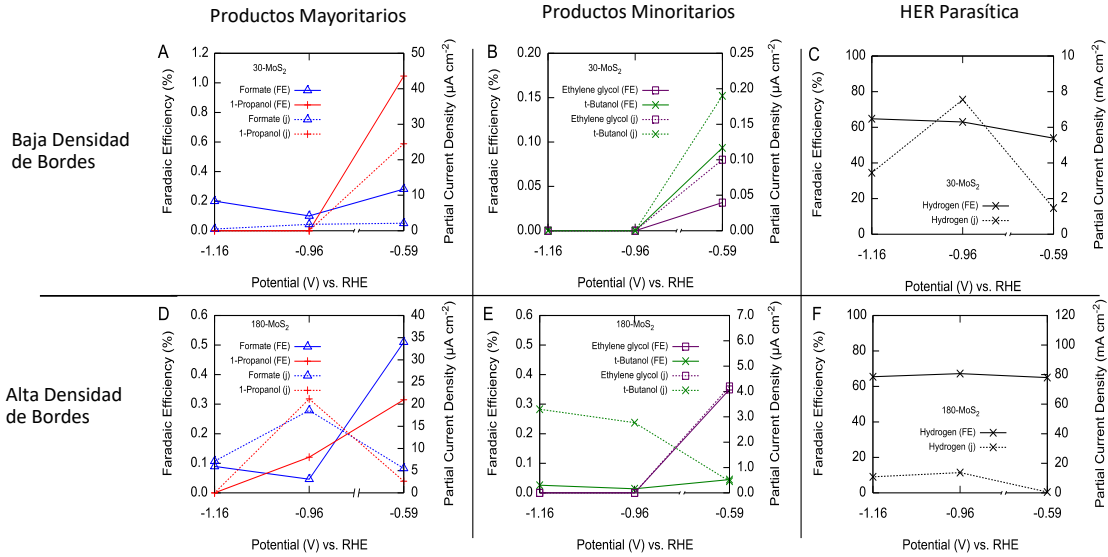 Productos Mayoritarios
Productos Minoritarios
HER Parasítica
Baja Densidad
de Bordes
A
30-MoS2
Formate (FE)
1-Propanol (FE)
Formate (j)
1-Propanol (j)
Faradaic Efficiency (%)
0.0
0.2
0.4
0.6
0.8
1.0
1.2
Partial Current Density (µA cm-2)
0
10
20
30
40
50
-1.16
-0.96
-0.59
Potential (V) vs. RHE
B
30-MoS2
Ethylene glycol (FE)
t-Butanol (FE)
Ethylene glycol (j)
t-Butanol (j)
Faradaic Efficiency (%)
0.00
0.05
0.10
0.15
0.20
Partial Current Density (µA cm-2)
0.00
0.05
0.10
0.15
0.20
0.25
-1.16
-0.96
-0.59
Potential (V) vs. RHE
C
30-MoS2
Hydrogen (FE)
Hydrogen (j)
Faradaic Efficiency (%)
0
20
40
60
80
100
Partial Current Density (mA cm-2)
0
2
4
6
8
10
-1.16
-0.96
-0.59
Potential (V) vs. RHE
Alta Densidad
de Bordes
D
180-MoS2
Formate (FE)
1-Propanol (FE)
Formate (j)
1-Propanol (j)
Faradaic Efficiency (%)
0.0
0.1
0.2
0.3
0.4
0.5
0.6
Partial Current Density (µA cm-2)
0
5
10
15
20
25
30
35
40
-1.16
-0.96
-0.59
Potential (V) vs. RHE
E
180-MoS2
Ethylene glycol (FE)
t-Butanol (FE)
Ethylene glycol (j)
t-Butanol (j)
Faradaic Efficiency (%)
0.0
0.1
0.2
0.3
0.4
0.5
0.6
Partial Current Density (µA cm-2)
0.0
1.0
2.0
3.0
4.0
5.0
6.0
7.0
-1.16
-0.96
-0.59
Potential (V) vs. RHE
F
180-MoS2
Hydrogen (FE)
Hydrogen (j)
Faradaic Efficiency (%)
0
20
40
60
80
100
Partial Current Density (mA cm-2)
0
20
40
60
80
100
120
-1.16
-0.96
-0.59
Potential (V) vs. RHE